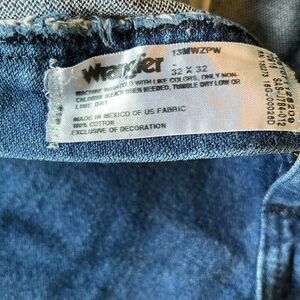 Wrangler
13MWZPW
32 X 32
MACHINE WASH COLD WITH LIKE COLORS, ONLY NON-
CHLORINE BLEACH WHEN NEEDED, TUMBLE DRY LOW OR
LINE DRY
MADE IN MEXICO OF US FABRIC
100% COTTON
EXCLUSIVE OF DECORATION